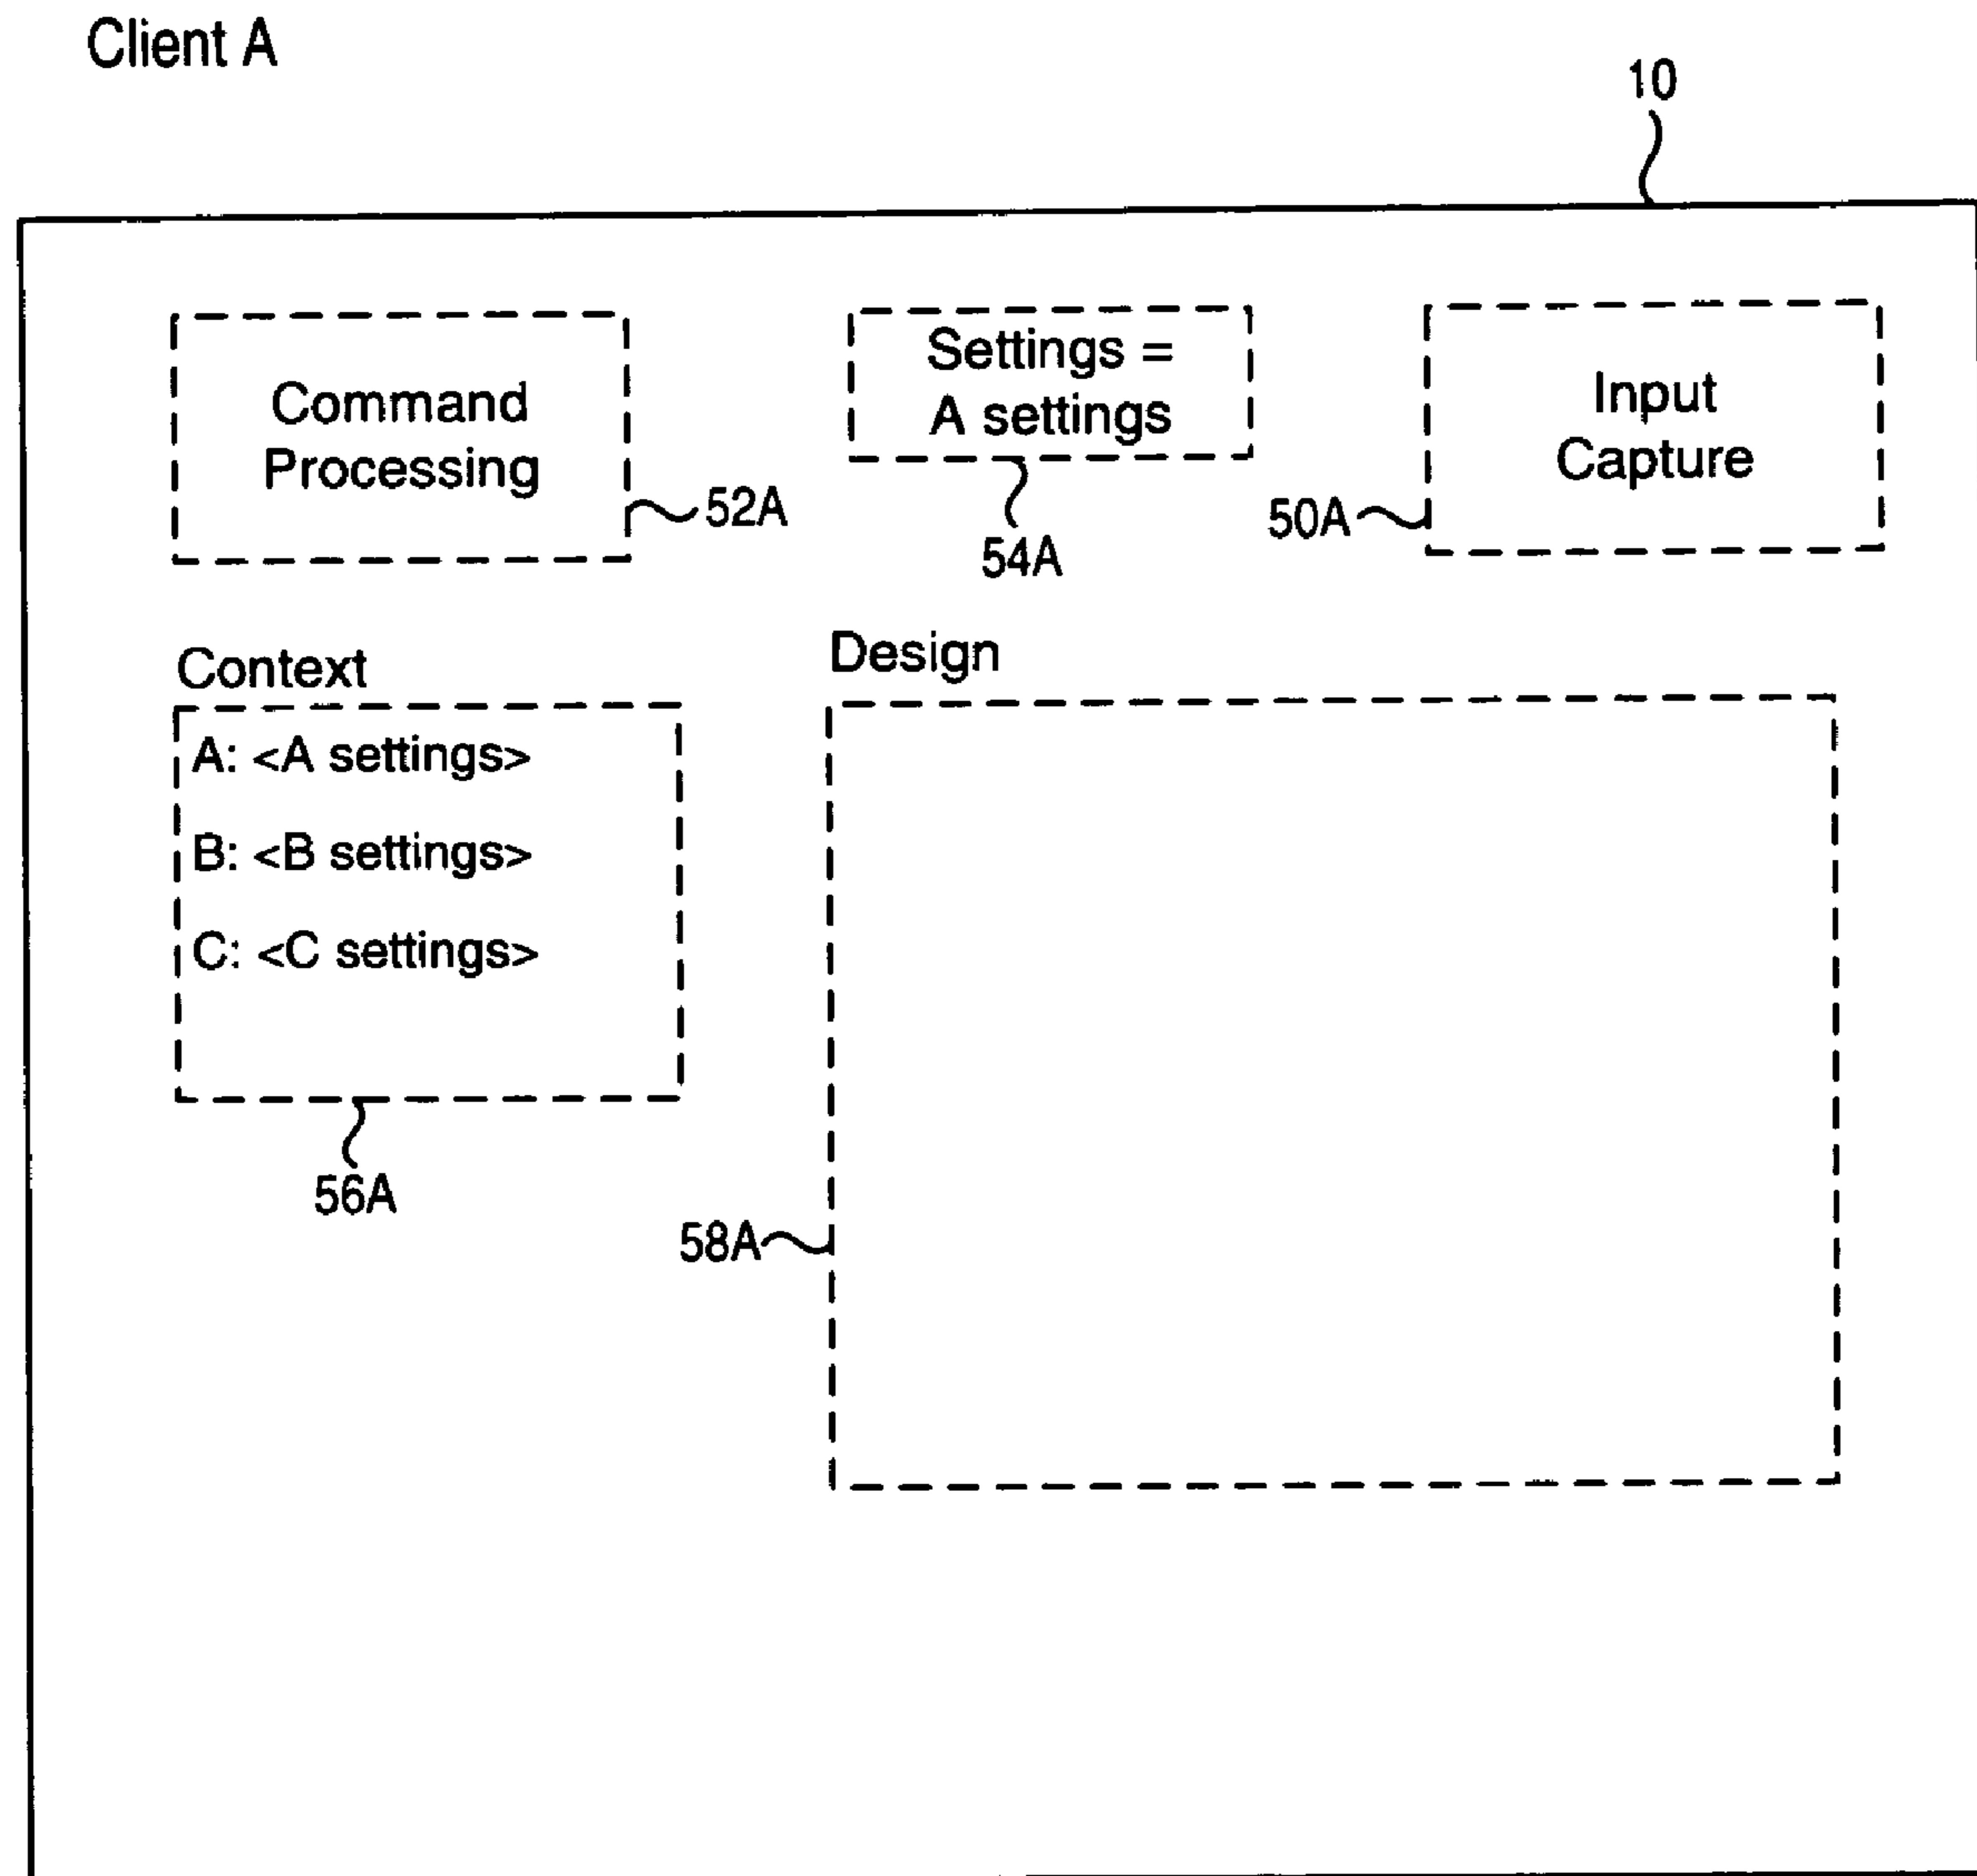 Client A
10
Command
Processing
52A
Settings =
A settings
54A
Input
Capture
50A
Context
A: <A settings>
B: <B settings>
C: <C settings>
56A
Design
58A